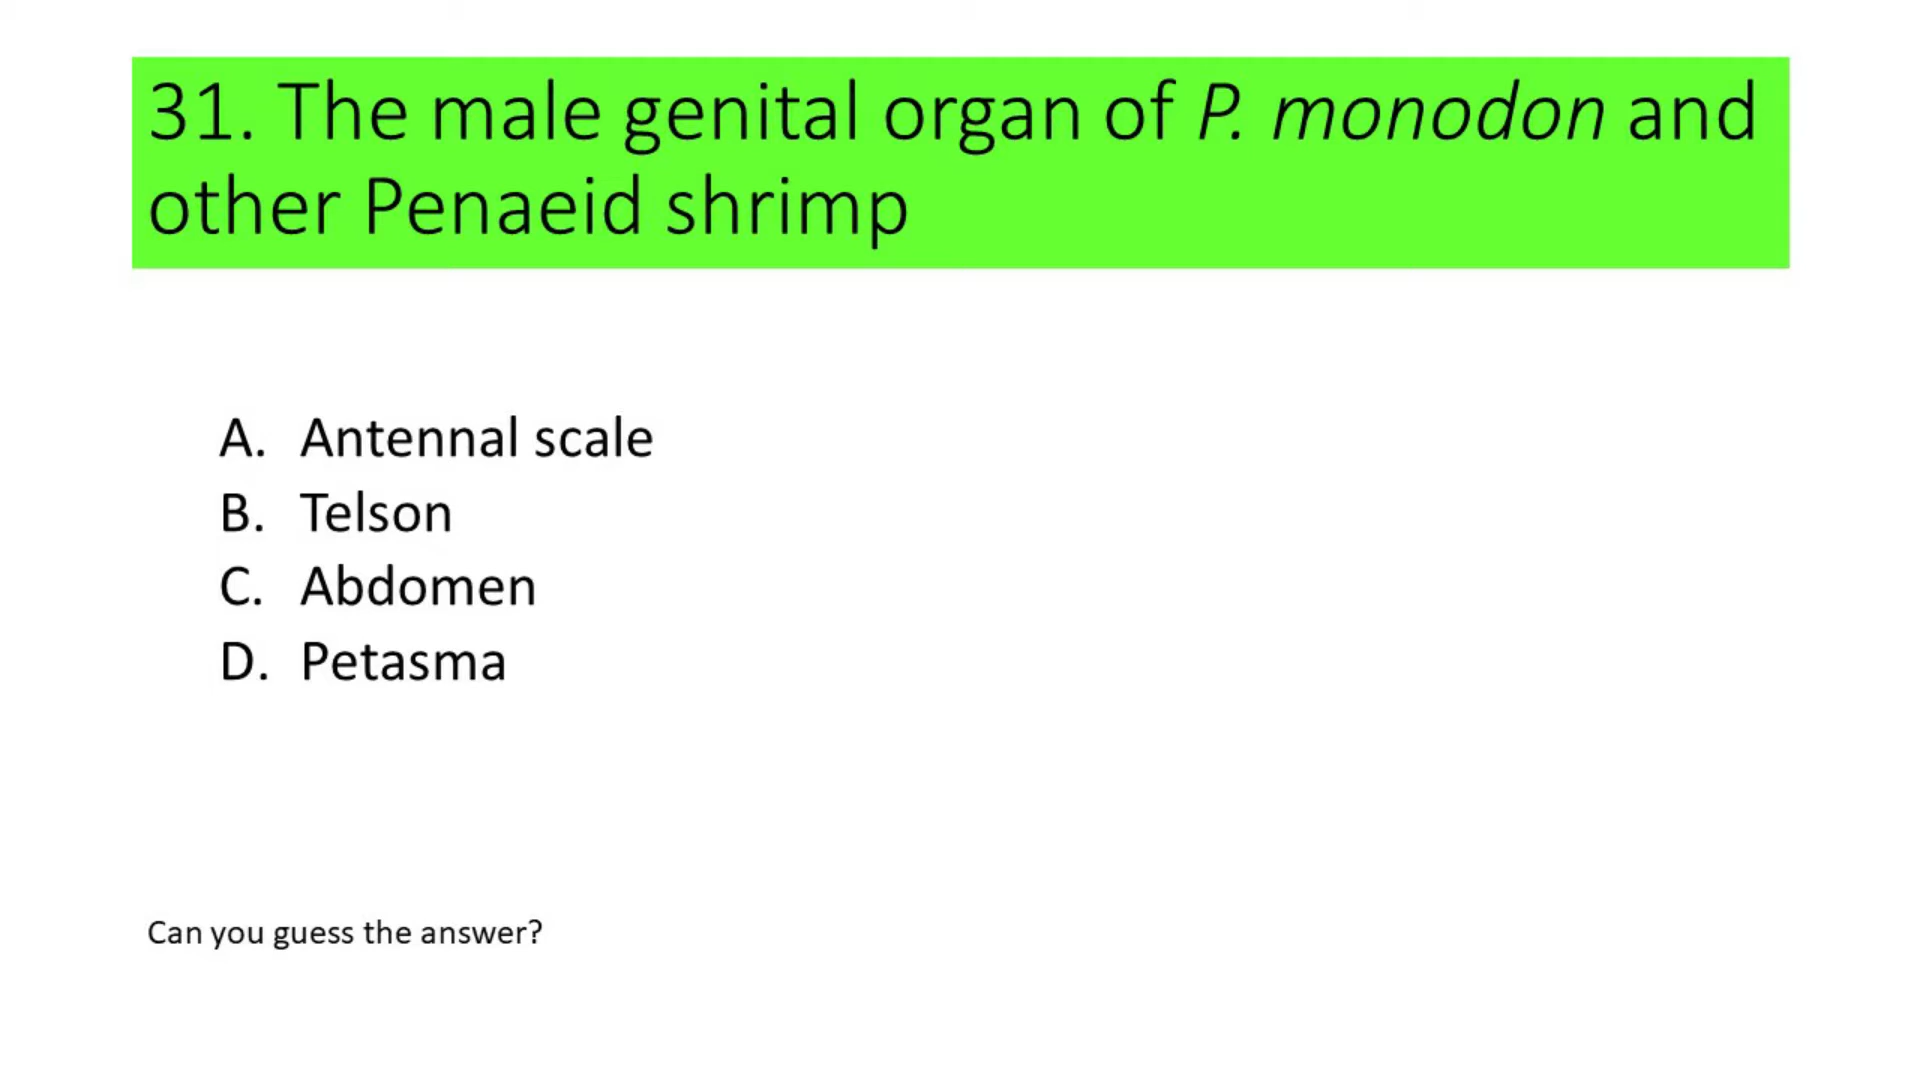 31. The male genital organ of P. monodon and
other Penaeid shrimp
A. Antennal scale
B. Telson
C. Abdomen
D. Petasma
Can you guess the answer?